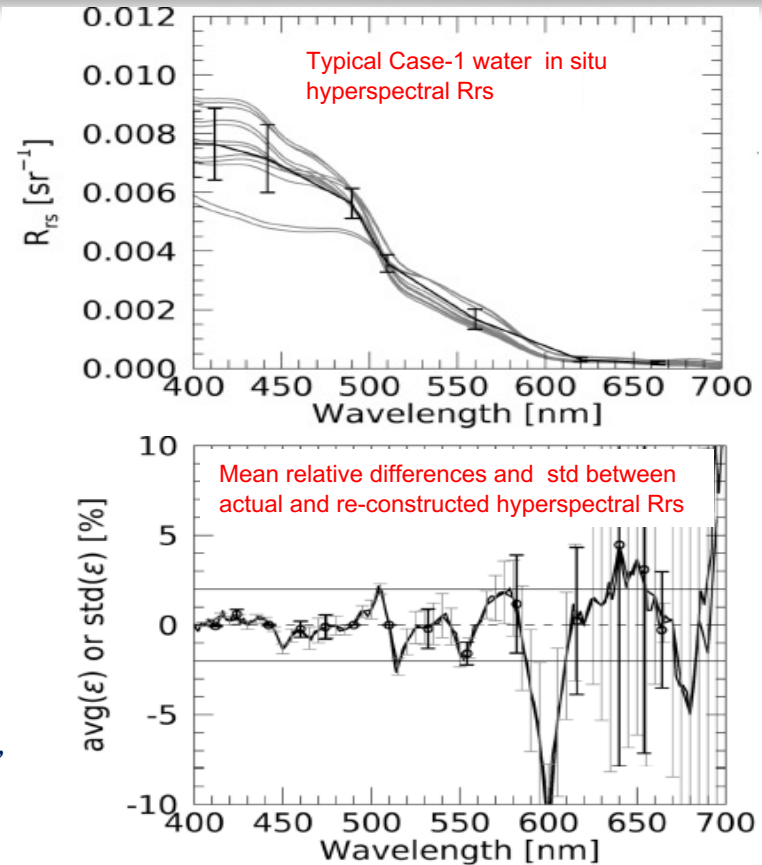 0.012
0.010
0.008
0.006
0.004
0.002
0.000
Rrs [sr⁻¹]
Typical Case-1 water in situ
hyperspectral Rrs
400 450 500 550 600 650 700
Wavelength [nm]
10
5
0
-5
-10
avg(ε) or std(ε) [%]
Mean relative differences and std between
actual and re-constructed hyperspectral Rrs
400 450 500 550 600 650 700
Wavelength [nm]
,